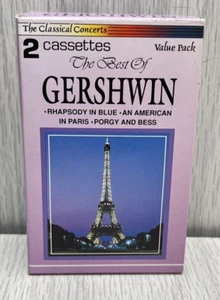 The Classical Concerts
2 cassettes Value Pack
The Best Of
GERSHWIN
•RHAPSODY IN BLUE •AN AMERICAN
IN PARIS •PORGY AND BESS